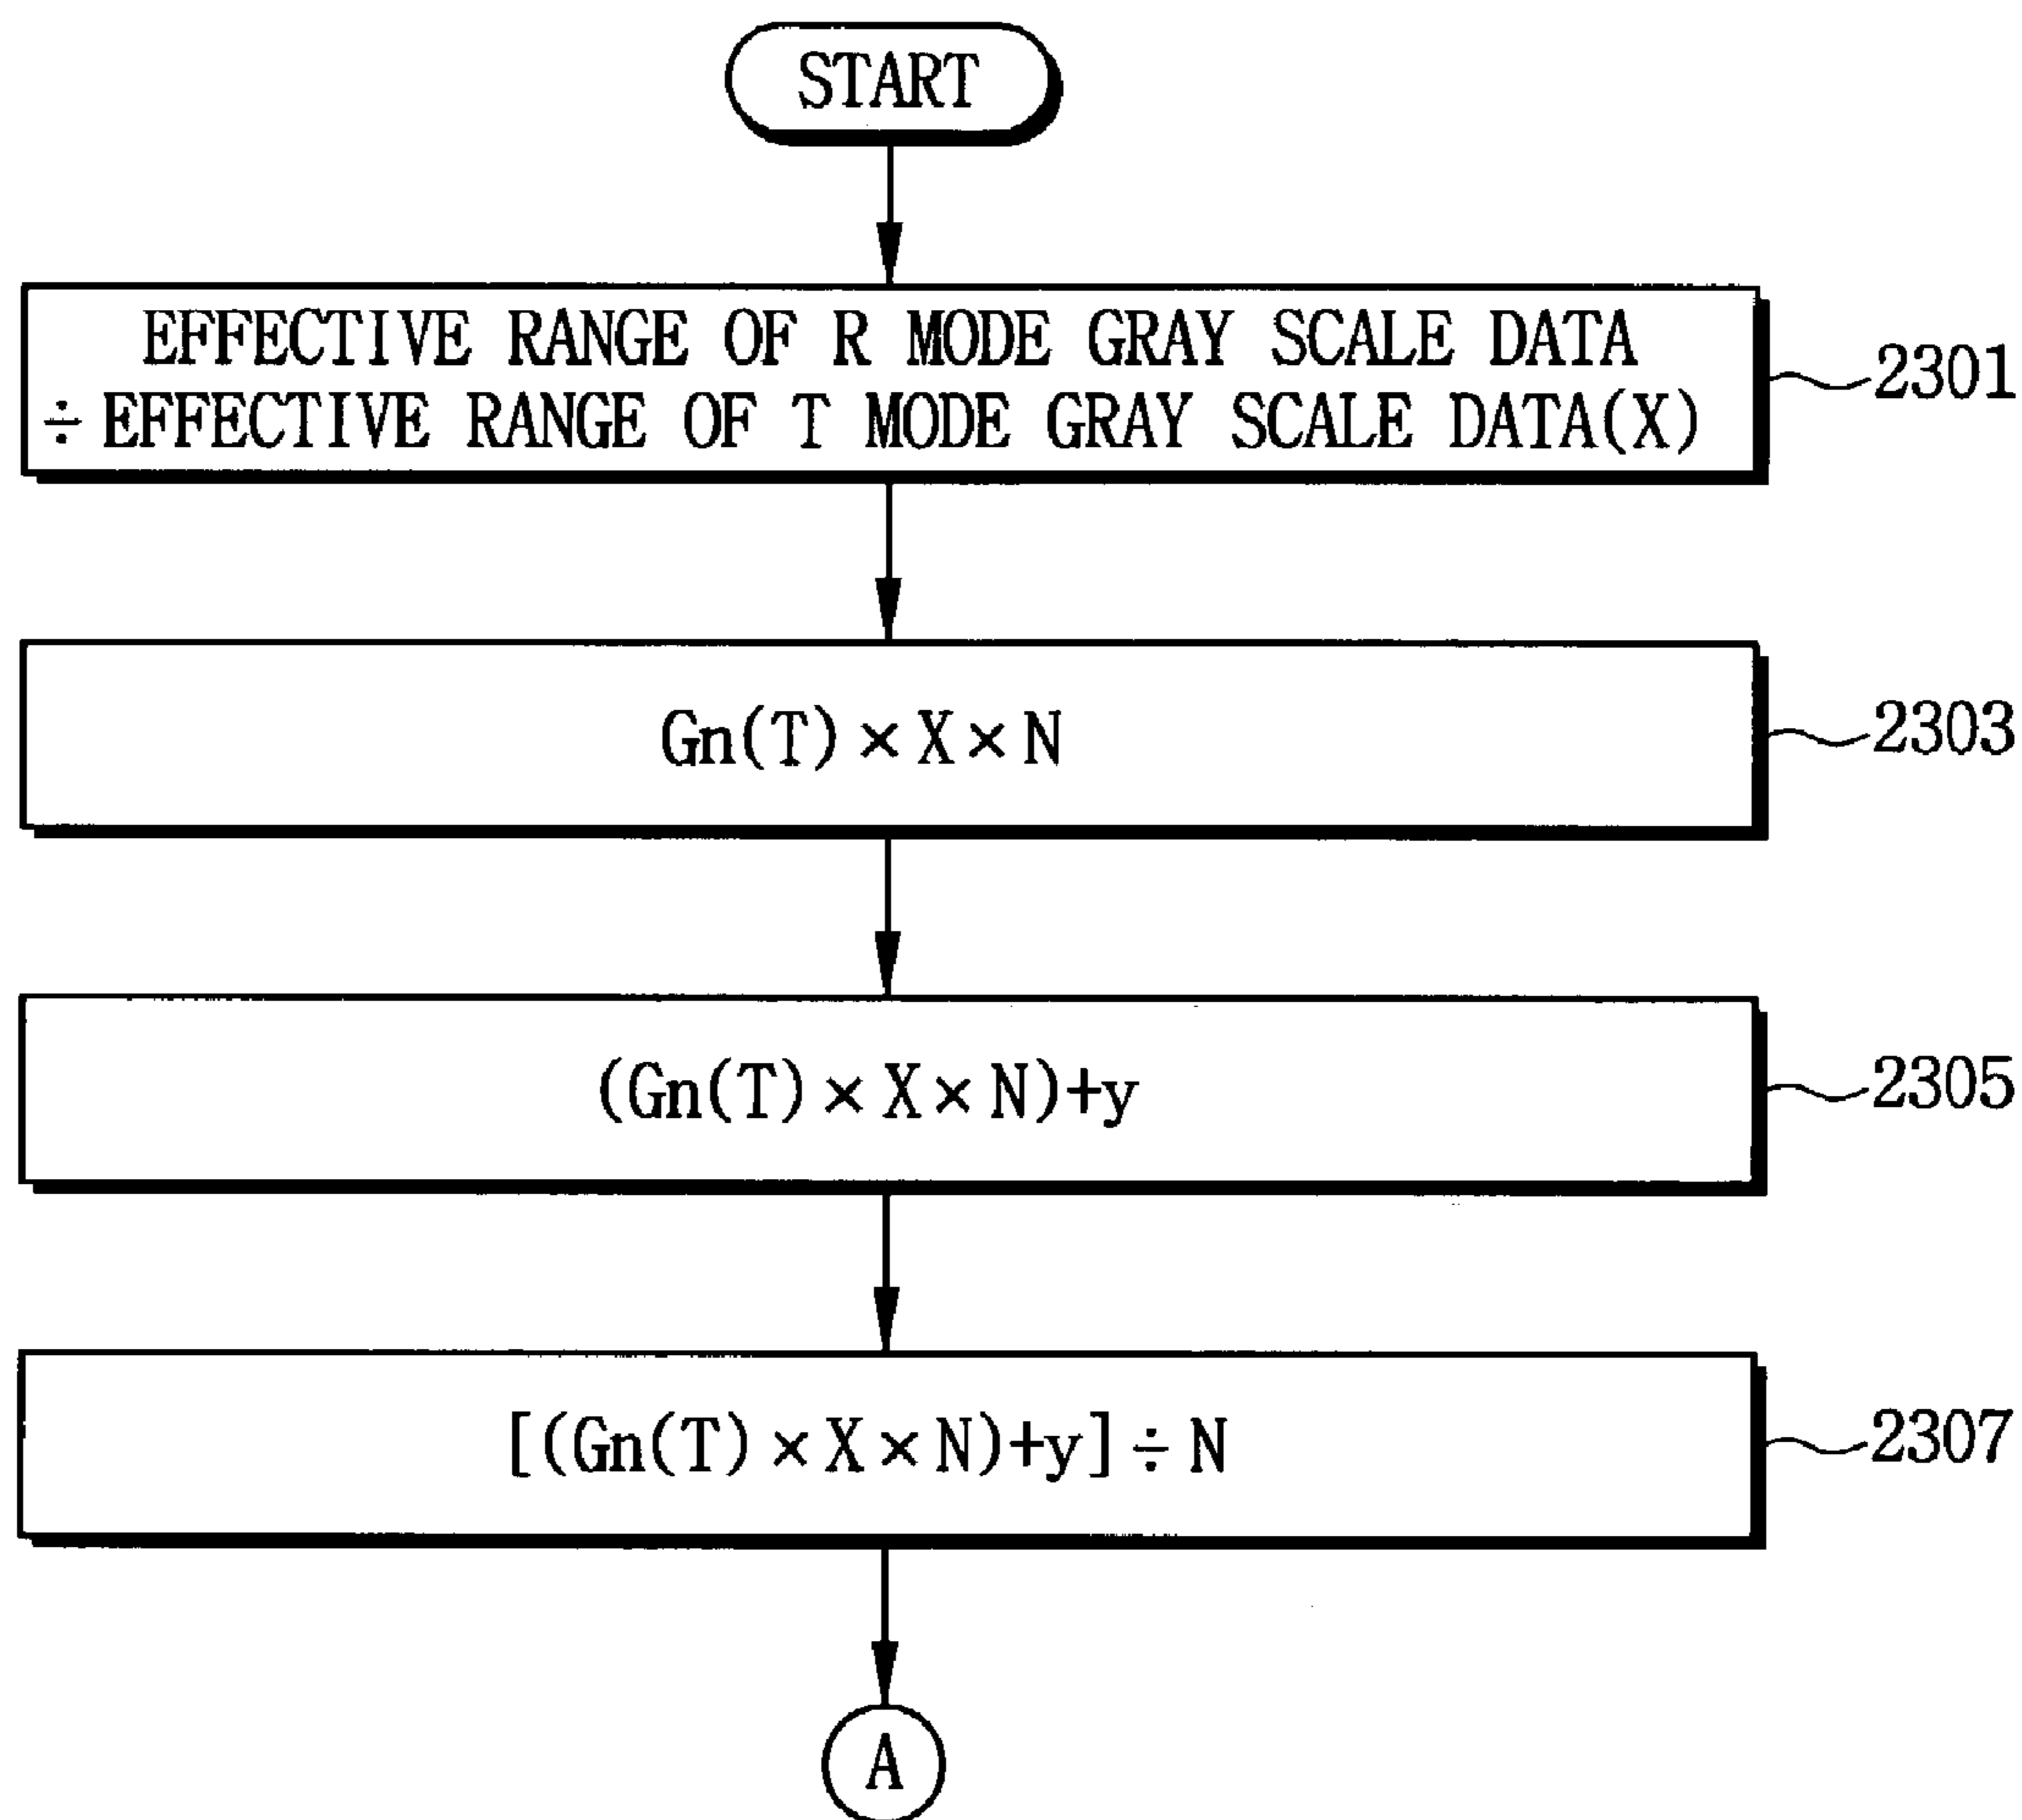 START
EFFECTIVE RANGE OF R MODE GRAY SCALE DATA
÷ EFFECTIVE RANGE OF T MODE GRAY SCALE DATA(X)
2301
Gn(T) × X × N
2303
(Gn(T) × X × N)+y
2305
[(Gn(T) × X × N)+y] ÷ N
2307
A